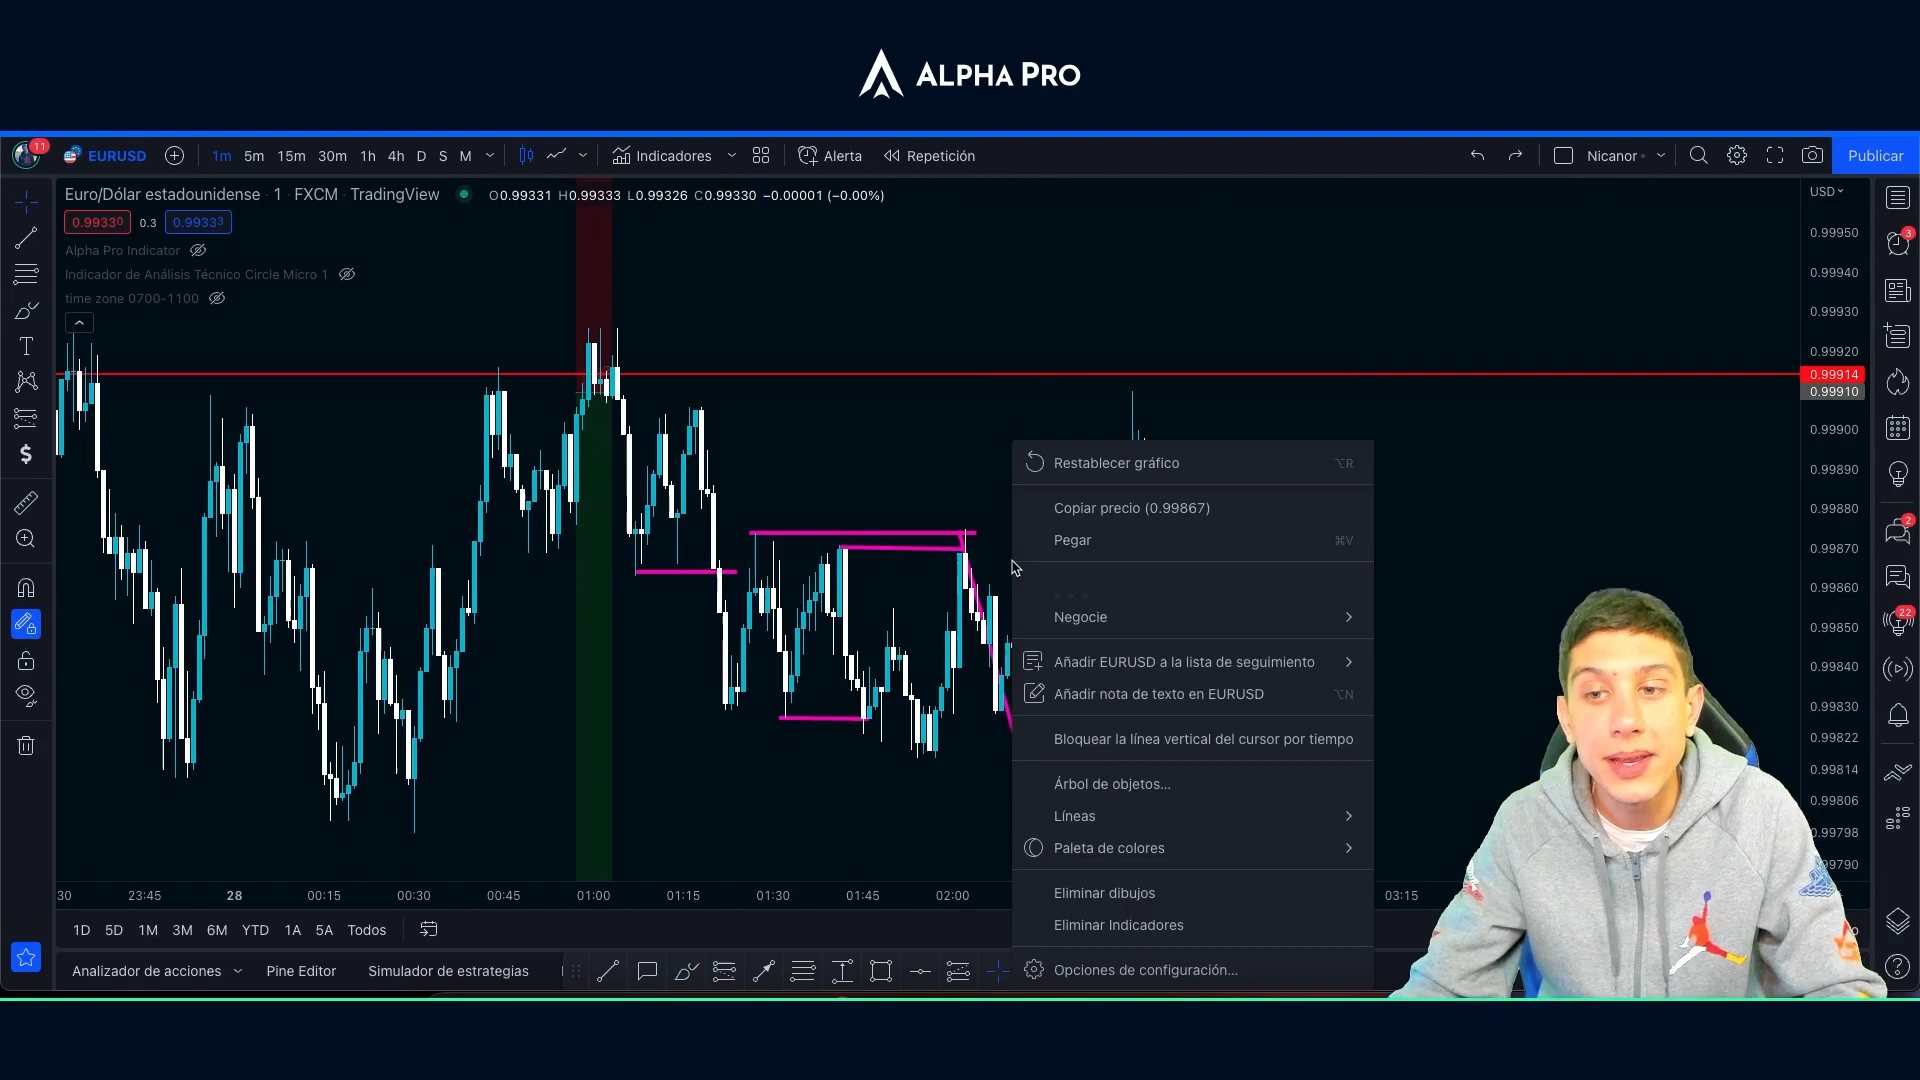 ALPHA PRO
11
EURUSD
1m 5m 15m 30m 1h 4h D S M
Indicadores
Alerta
Repetición
Nicanor
Publicar
Euro/Dólar estadounidense · 1 · FXCM · TradingView
O0.99331 H0.99333 L0.99326 C0.99330 −0.00001 (−0.00%)
USD
0.99330 0.3 0.99333
Alpha Pro Indicator
Indicador de Análisis Técnico Circle Micro 1
time zone 0700-1100
0.99950
0.99940
0.99930
0.99920
0.99914
0.99910
0.99900
0.99890
0.99880
0.99870
0.99860
0.99850
0.99840
0.99830
0.99822
0.99814
0.99806
0.99798
0.99790
3
2
22
Restablecer gráfico ⌥R
Copiar precio (0.99867)
Pegar ⌘V
Negocie
Añadir EURUSD a la lista de seguimiento
Añadir nota de texto en EURUSD ⌥N
Bloquear la línea vertical del cursor por tiempo
Árbol de objetos...
Líneas
Paleta de colores
Eliminar dibujos
Eliminar Indicadores
Opciones de configuración...
30 23:45 28 00:15 00:30 00:45 01:00 01:15 01:30 01:45 02:00 03:15
1D 5D 1M 3M 6M YTD 1A 5A Todos
Analizador de acciones
Pine Editor
Simulador de estrategias